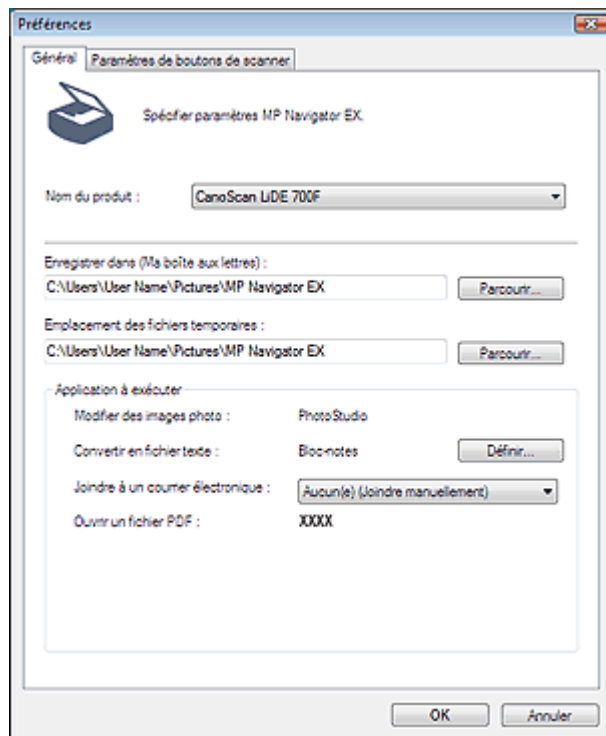 Préférences
Général Paramètres de boutons de scanner
Spécifier paramètres MP Navigator EX.
Nom du produit : CanoScan LiDE 700F
Enregistrer dans (Ma boîte aux lettres) :
C:\Users\User Name\Pictures\MP Navigator EX Parcourir...
Emplacement des fichiers temporaires :
C:\Users\User Name\Pictures\MP Navigator EX Parcourir...
Application à exécuter
Modifier des images photo : PhotoStudio
Convertir en fichier texte : Bloc-notes Définir...
Joindre à un courrier électronique : Aucun(e) (Joindre manuellement)
Ouvrir un fichier PDF : XXXX
OK Annuler